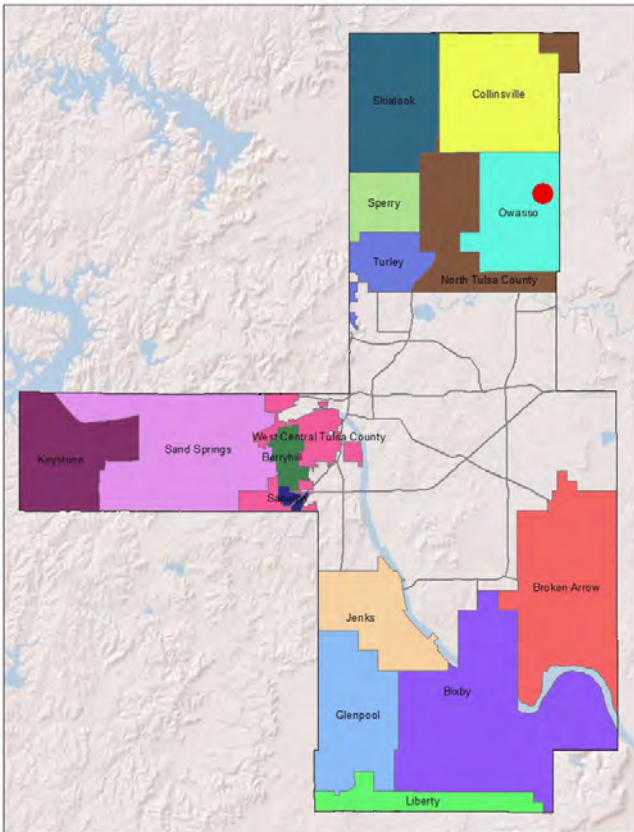 Skiatook
Collinsville
Sperry
Owasso
Turley
North Tulsa County
West Central Tulsa County
Keystone
Sand Springs
Berryhill
Sapulpa
Broken Arrow
Jenks
Bixby
Glenpool
Liberty